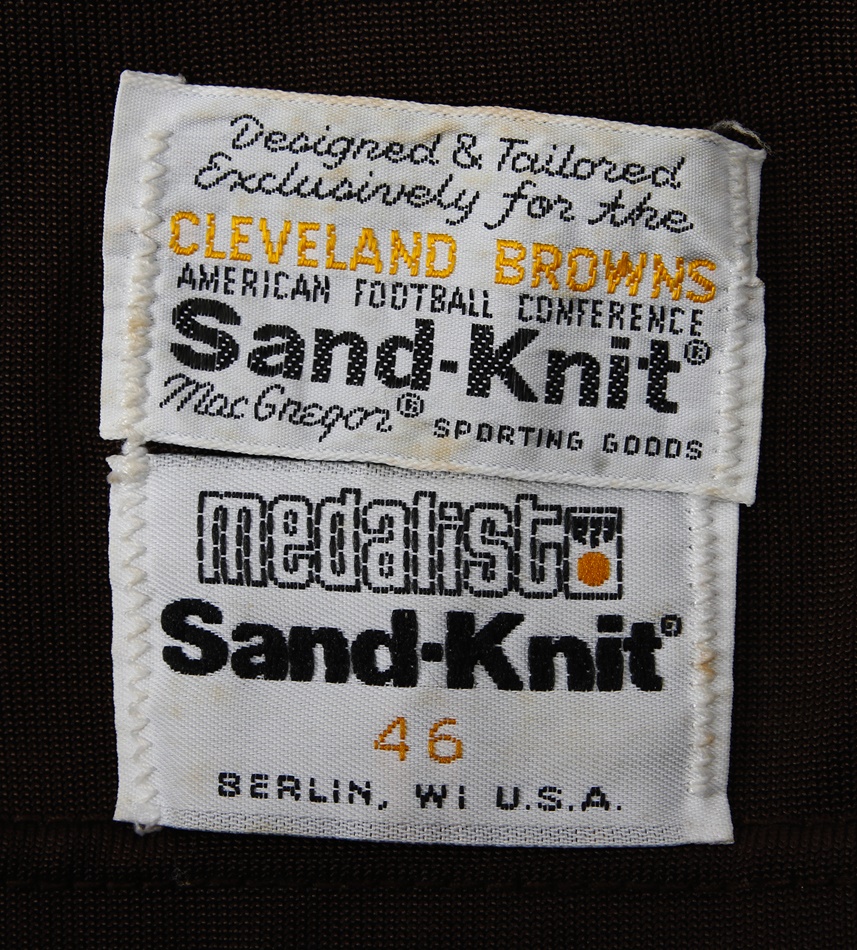 Designed & Tailored
Exclusively for the
CLEVELAND BROWNS
AMERICAN FOOTBALL CONFERENCE
Sand-Knit®
MacGregor® SPORTING GOODS
medalist
Sand-Knit®
46
BERLIN, WI U.S.A.